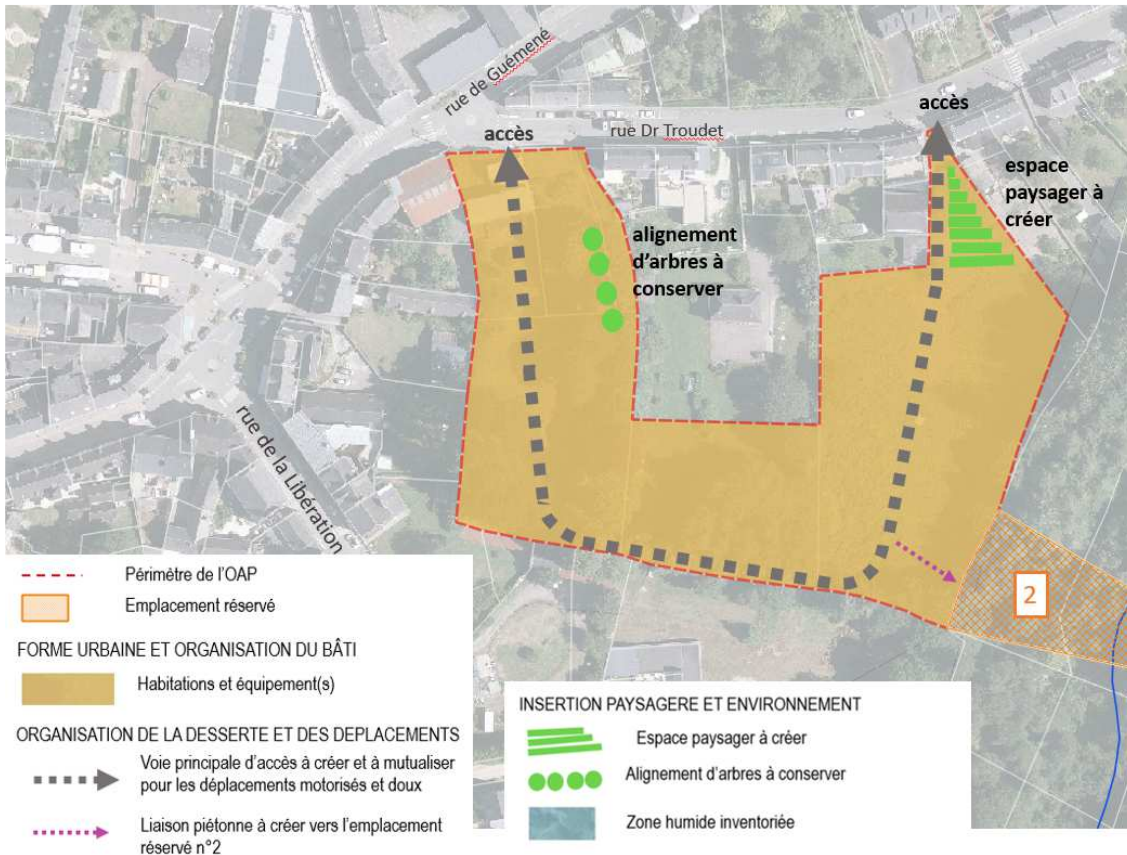 rue de Guémené
accès
rue Dr Troudet
accès
espace
paysager à
créer
alignement
d'arbres à
conserver
rue de la Libération
2
Périmètre de l'OAP
Emplacement réservé
FORME URBAINE ET ORGANISATION DU BÂTI
Habitations et équipement(s)
ORGANISATION DE LA DESSERTE ET DES DEPLACEMENTS
Voie principale d'accès à créer et à mutualiser
pour les déplacements motorisés et doux
Liaison piétonne à créer vers l'emplacement
réservé n°2
INSERTION PAYSAGERE ET ENVIRONNEMENT
Espace paysager à créer
Alignement d'arbres à conserver
Zone humide inventoriée